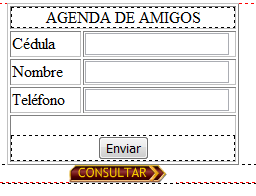 AGENDA DE AMIGOS
Cédula
Nombre
Teléfono
Enviar
CONSULTAR